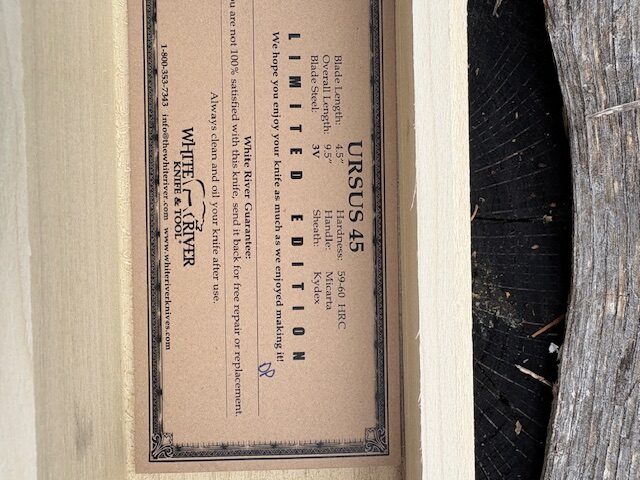 URSUS 45
Blade Length: 4.5" Hardness: 59-60 HRC
Overall Length: 9.5" Handle: Micarta
Blade Steel: 3V Sheath: Kydex
LIMITED EDITION
We hope you enjoy your knife as much as we enjoyed making it!
White River Guarantee:
ou are not 100% satisfied with this knife, send it back for free repair or replacement.
Always clean and oil your knife after use.
WHITE RIVER
KNIFE & TOOL
1-800-353-7343 info@thewhiteriver.com www.whiteriverknives.com